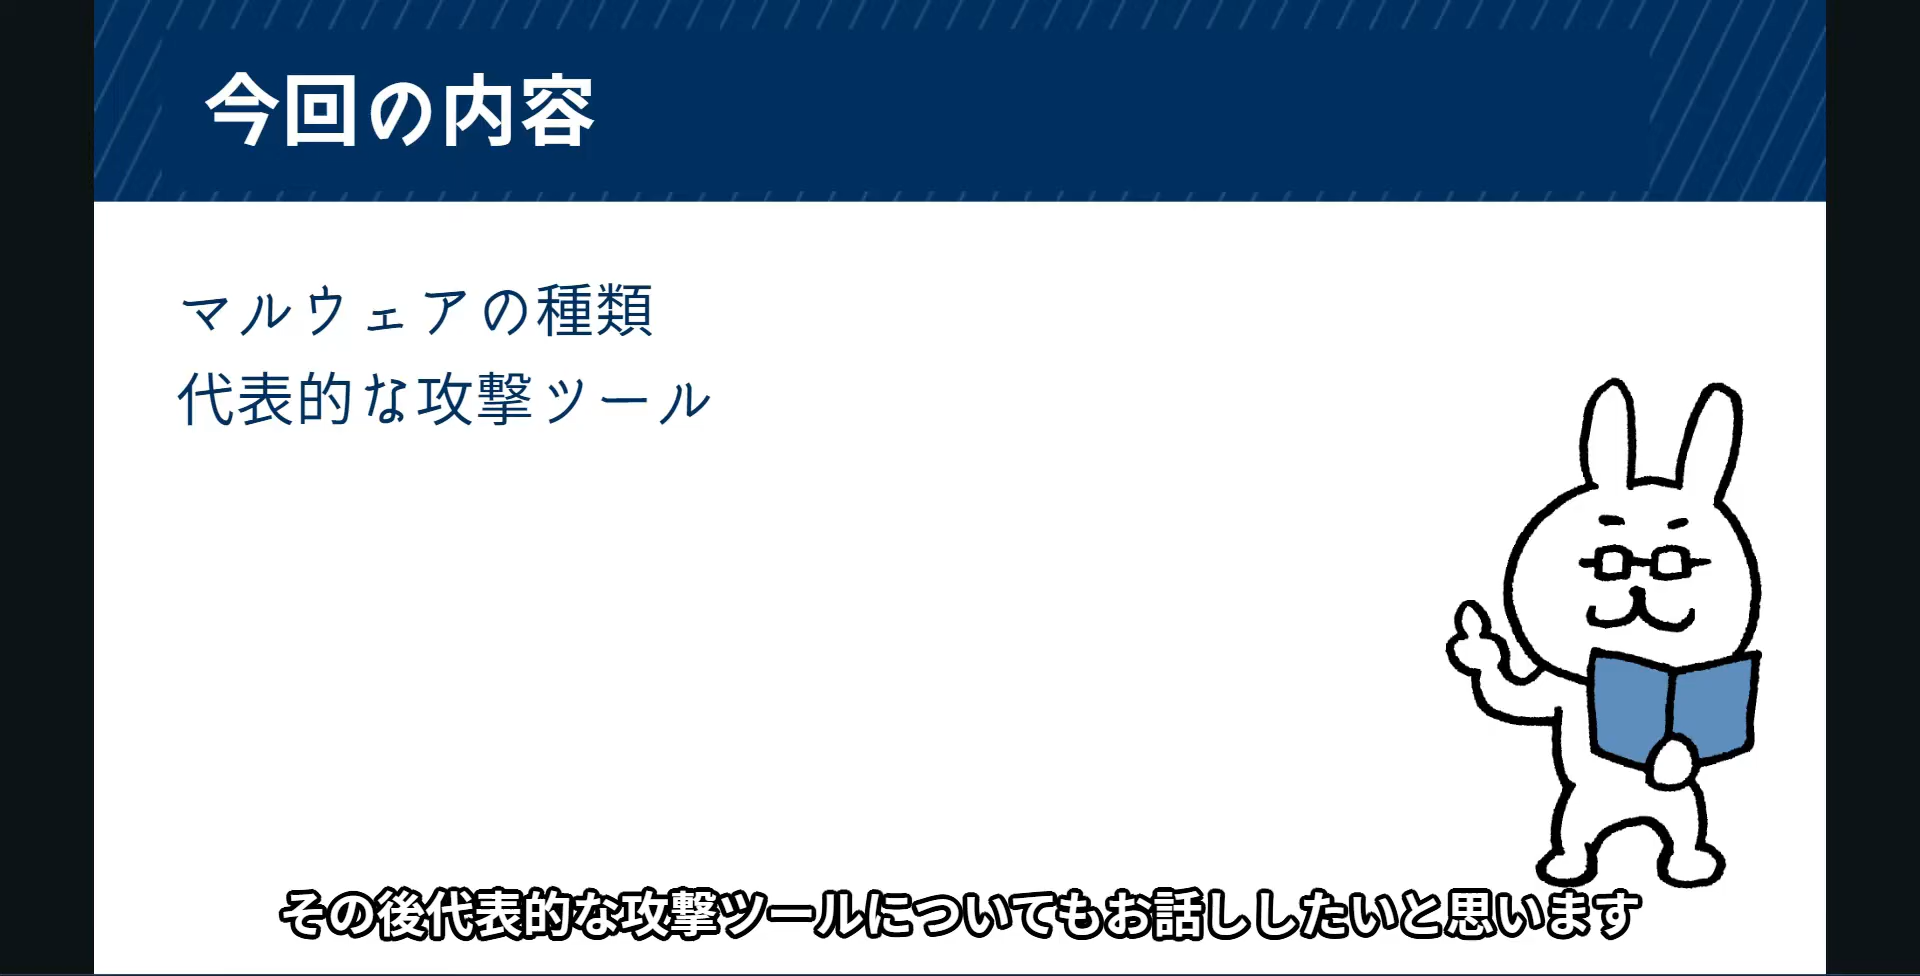 今回の内容
マルウェアの種類
代表的な攻撃ツール
その後代表的な攻撃ツールについてもお話ししたいと思います